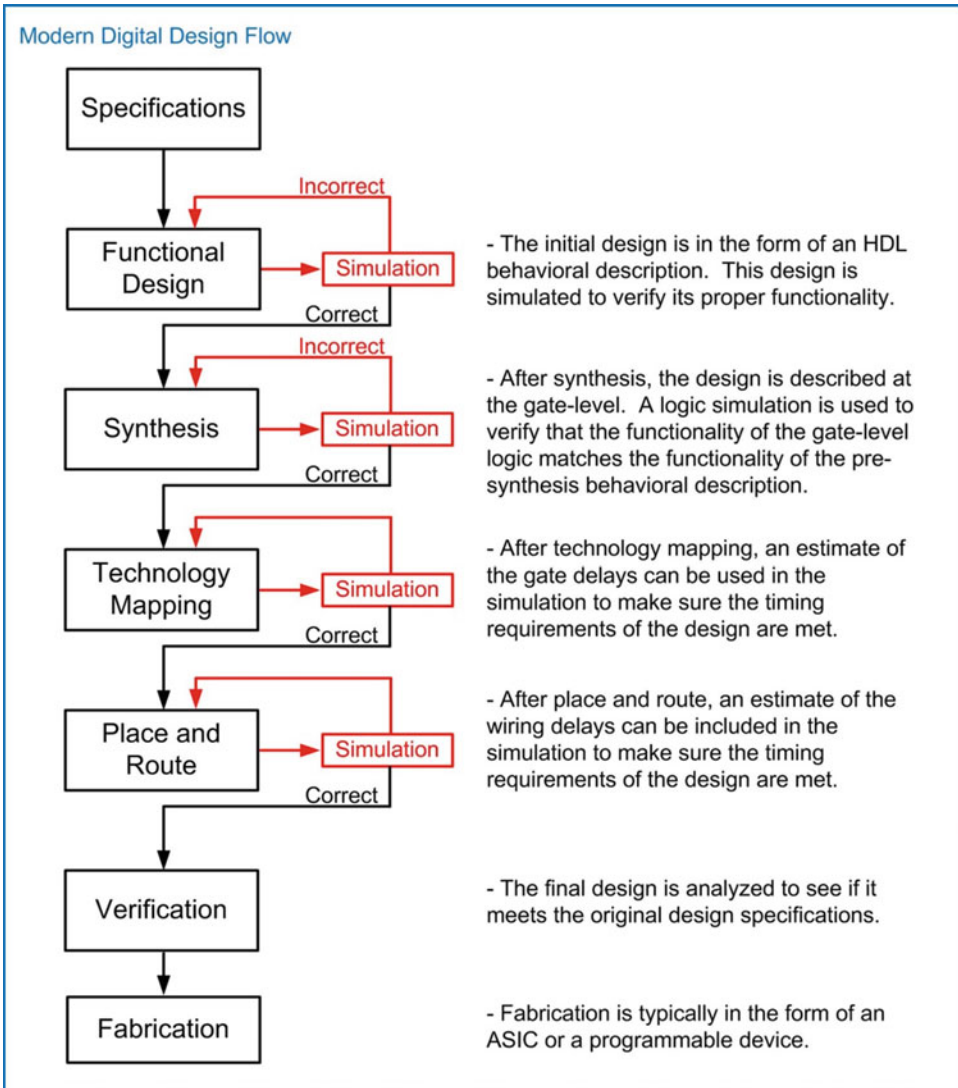 Modern Digital Design Flow
Specifications
Incorrect
Functional
Design
Simulation
- The initial design is in the form of an HDL
behavioral description. This design is
simulated to verify its proper functionality.
Correct
Incorrect
Synthesis
Simulation
- After synthesis, the design is described at
the gate-level. A logic simulation is used to
verify that the functionality of the gate-level
logic matches the functionality of the pre-
synthesis behavioral description.
Correct
Technology
Mapping
Simulation
- After technology mapping, an estimate of
the gate delays can be used in the
simulation to make sure the timing
requirements of the design are met.
Correct
Place and
Route
Simulation
- After place and route, an estimate of the
wiring delays can be included in the
simulation to make sure the timing
requirements of the design are met.
Correct
Verification
- The final design is analyzed to see if it
meets the original design specifications.
Fabrication
- Fabrication is typically in the form of an
ASIC or a programmable device.